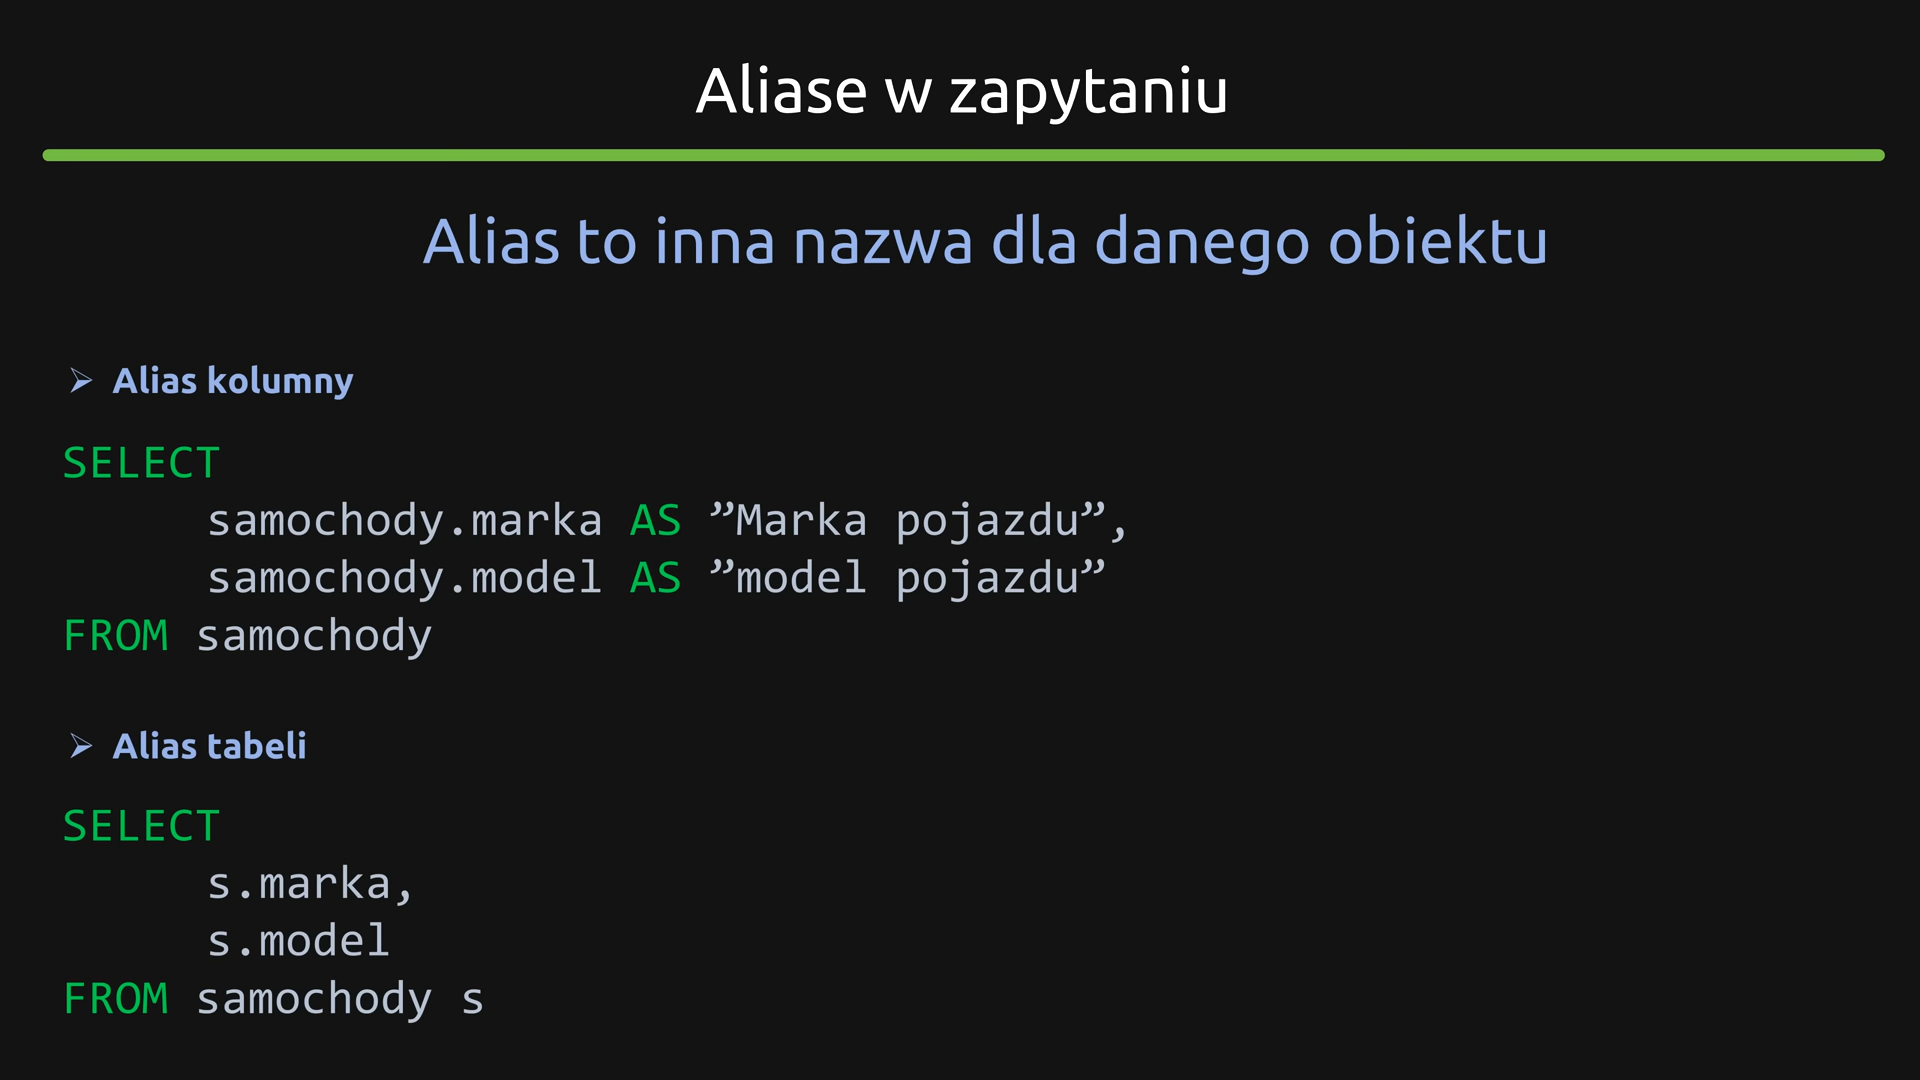 Aliase w zapytaniu
Alias to inna nazwa dla danego obiektu
➢ Alias kolumny
SELECT
samochody.marka AS ”Marka pojazdu”,
samochody.model AS ”model pojazdu”
FROM samochody
➢ Alias tabeli
SELECT
s.marka,
s.model
FROM samochody s